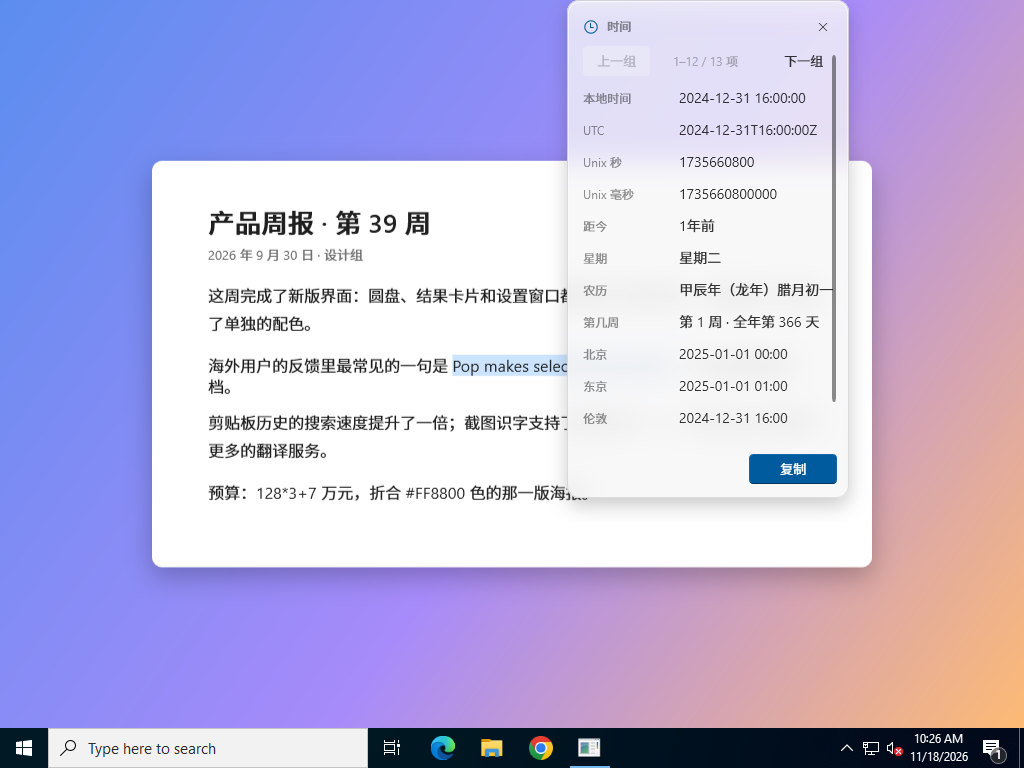 时间
上一组 1–12 / 13 项 下一组
本地时间 2024-12-31 16:00:00
UTC 2024-12-31T16:00:00Z
Unix 秒 1735660800
Unix 毫秒 1735660800000
距今 1年前
星期 星期二
农历 甲辰年（龙年）腊月初一
第几周 第 1 周 · 全年第 366 天
北京 2025-01-01 00:00
东京 2025-01-01 01:00
伦敦 2024-12-31 16:00
复制
产品周报 · 第 39 周
2026 年 9 月 30 日 · 设计组
这周完成了新版界面：圆盘、结果卡片和设置窗口
了单独的配色。
海外用户的反馈里最常见的一句是 Pop makes
档。
剪贴板历史的搜索速度提升了一倍；截图识字支持
更多的翻译服务。
预算：128*3+7 万元，折合 #FF8800 色的那一版海报。
Type here to search
10:26 AM
11/18/2026
1